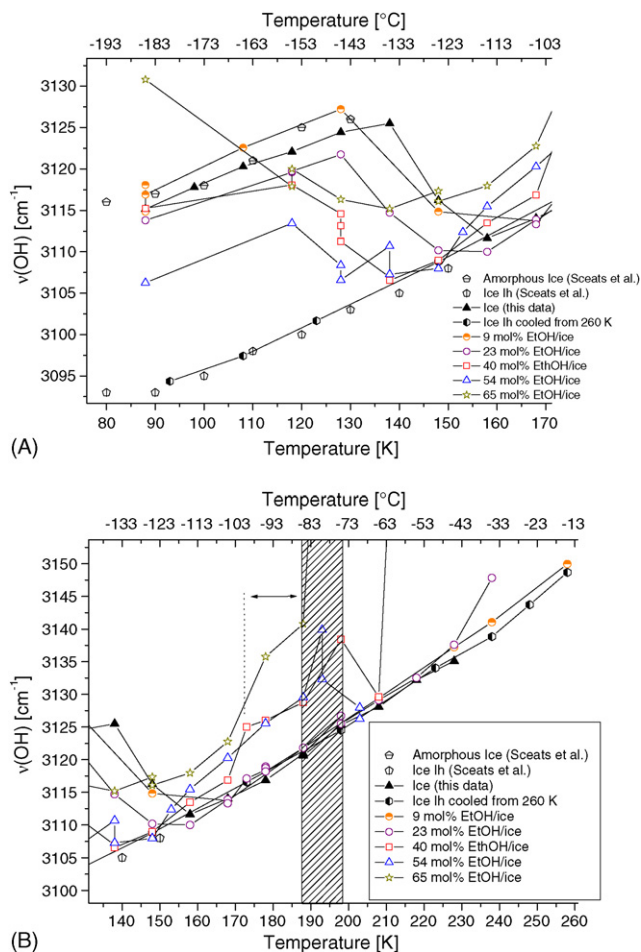 Temperature [°C]
-193 -183 -173 -163 -153 -143 -133 -123 -113 -103
3130
3125
3120
3115
3110
3105
3100
3095
ν(OH) [cm⁻¹]
Amorphous Ice (Sceats et al.)
Ice Ih (Sceats et al.)
Ice (this data)
Ice Ih cooled from 260 K
9 mol% EtOH/ice
23 mol% EtOH/ice
40 mol% EthOH/ice
54 mol% EtOH/ice
65 mol% EtOH/ice
80 90 100 110 120 130 140 150 160 170
Temperature [K]
(A)
Temperature [°C]
-133 -123 -113 -103 -93 -83 -73 -63 -53 -43 -33 -23 -13
3150
3145
3140
3135
3130
3125
3120
3115
3110
3105
3100
ν(OH) [cm⁻¹]
Amorphous Ice (Sceats et al.)
Ice Ih (Sceats et al.)
Ice (this data)
Ice Ih cooled from 260 K
9 mol% EtOH/ice
23 mol% EtOH/ice
40 mol% EthOH/ice
54 mol% EtOH/ice
65 mol% EtOH/ice
140 150 160 170 180 190 200 210 220 230 240 250 260
Temperature [K]
(B)